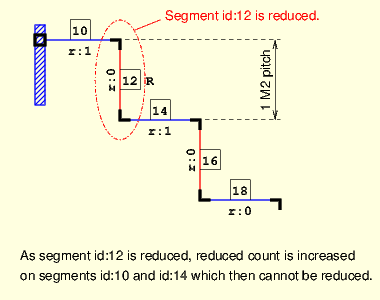 Segment id:12 is reduced.
10
r:1
r:0
12
R
1 M2 pitch
14
r:1
r:0
16
18
r:0
As segment id:12 is reduced, reduced count is increased
on segments id:10 and id:14 which then cannot be reduced.